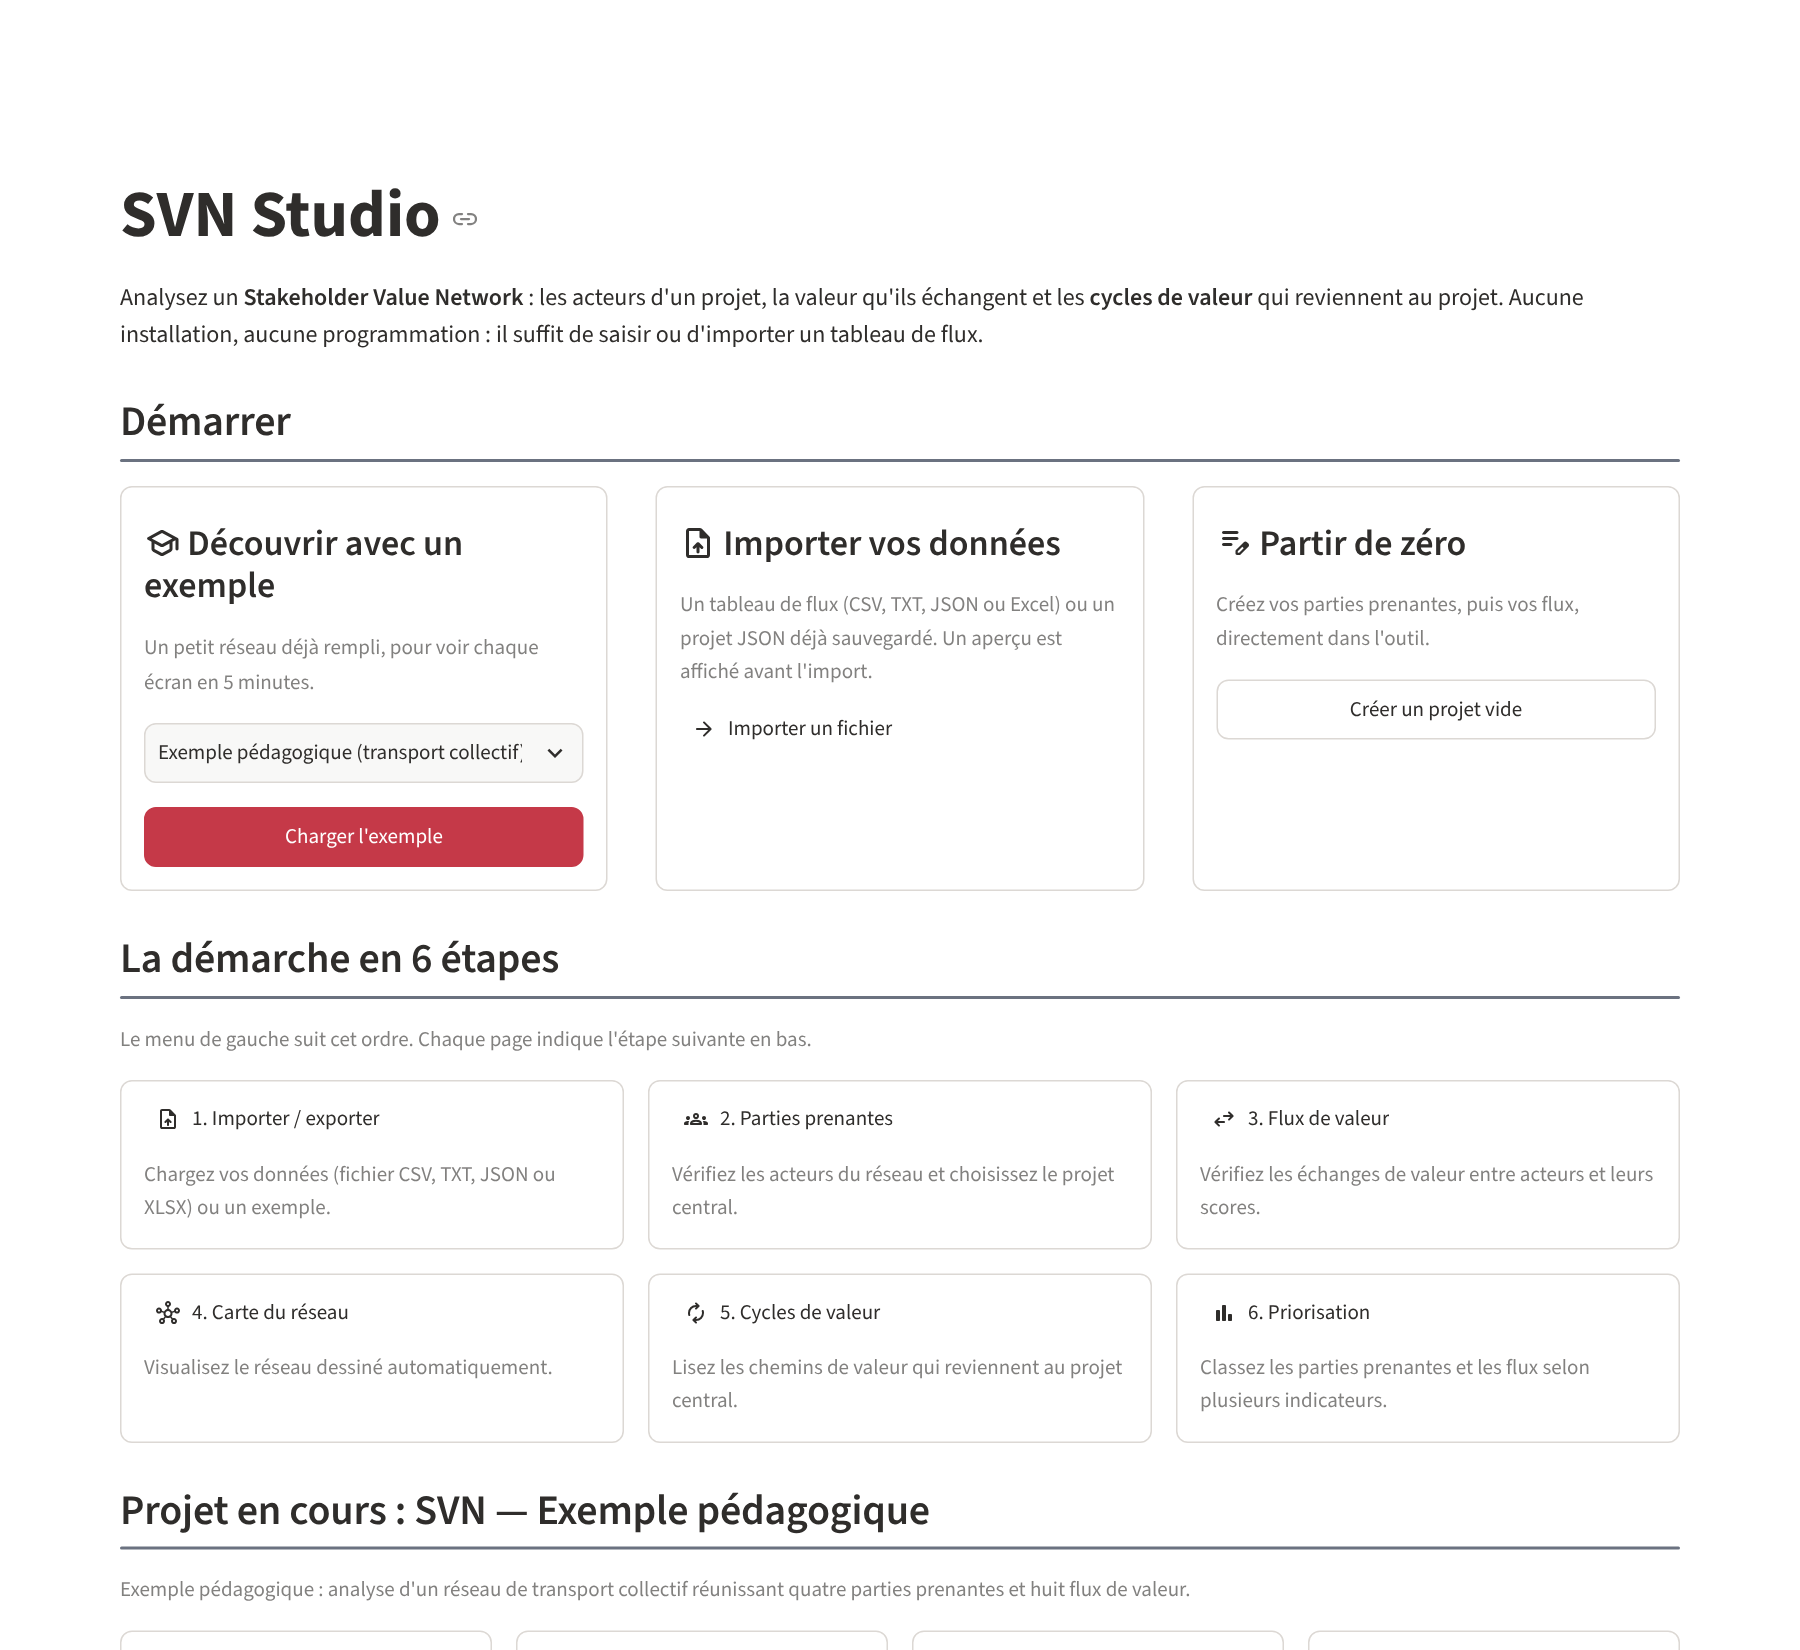 SVN Studio
Analysez un Stakeholder Value Network : les acteurs d'un projet, la valeur qu'ils échangent et les cycles de valeur qui reviennent au projet. Aucune
installation, aucune programmation : il suffit de saisir ou d'importer un tableau de flux.
Démarrer
Découvrir avec un
exemple
Un petit réseau déjà rempli, pour voir chaque
écran en 5 minutes.
Exemple pédagogique (transport collectif)
Charger l'exemple
Importer vos données
Un tableau de flux (CSV, TXT, JSON ou Excel) ou un
projet JSON déjà sauvegardé. Un aperçu est
affiché avant l'import.
Importer un fichier
Partir de zéro
Créez vos parties prenantes, puis vos flux,
directement dans l'outil.
Créer un projet vide
La démarche en 6 étapes
Le menu de gauche suit cet ordre. Chaque page indique l'étape suivante en bas.
1. Importer / exporter
Chargez vos données (fichier CSV, TXT, JSON ou
XLSX) ou un exemple.
2. Parties prenantes
Vérifiez les acteurs du réseau et choisissez le projet
central.
3. Flux de valeur
Vérifiez les échanges de valeur entre acteurs et leurs
scores.
4. Carte du réseau
Visualisez le réseau dessiné automatiquement.
5. Cycles de valeur
Lisez les chemins de valeur qui reviennent au projet
central.
6. Priorisation
Classez les parties prenantes et les flux selon
plusieurs indicateurs.
Projet en cours : SVN — Exemple pédagogique
Exemple pédagogique : analyse d'un réseau de transport collectif réunissant quatre parties prenantes et huit flux de valeur.